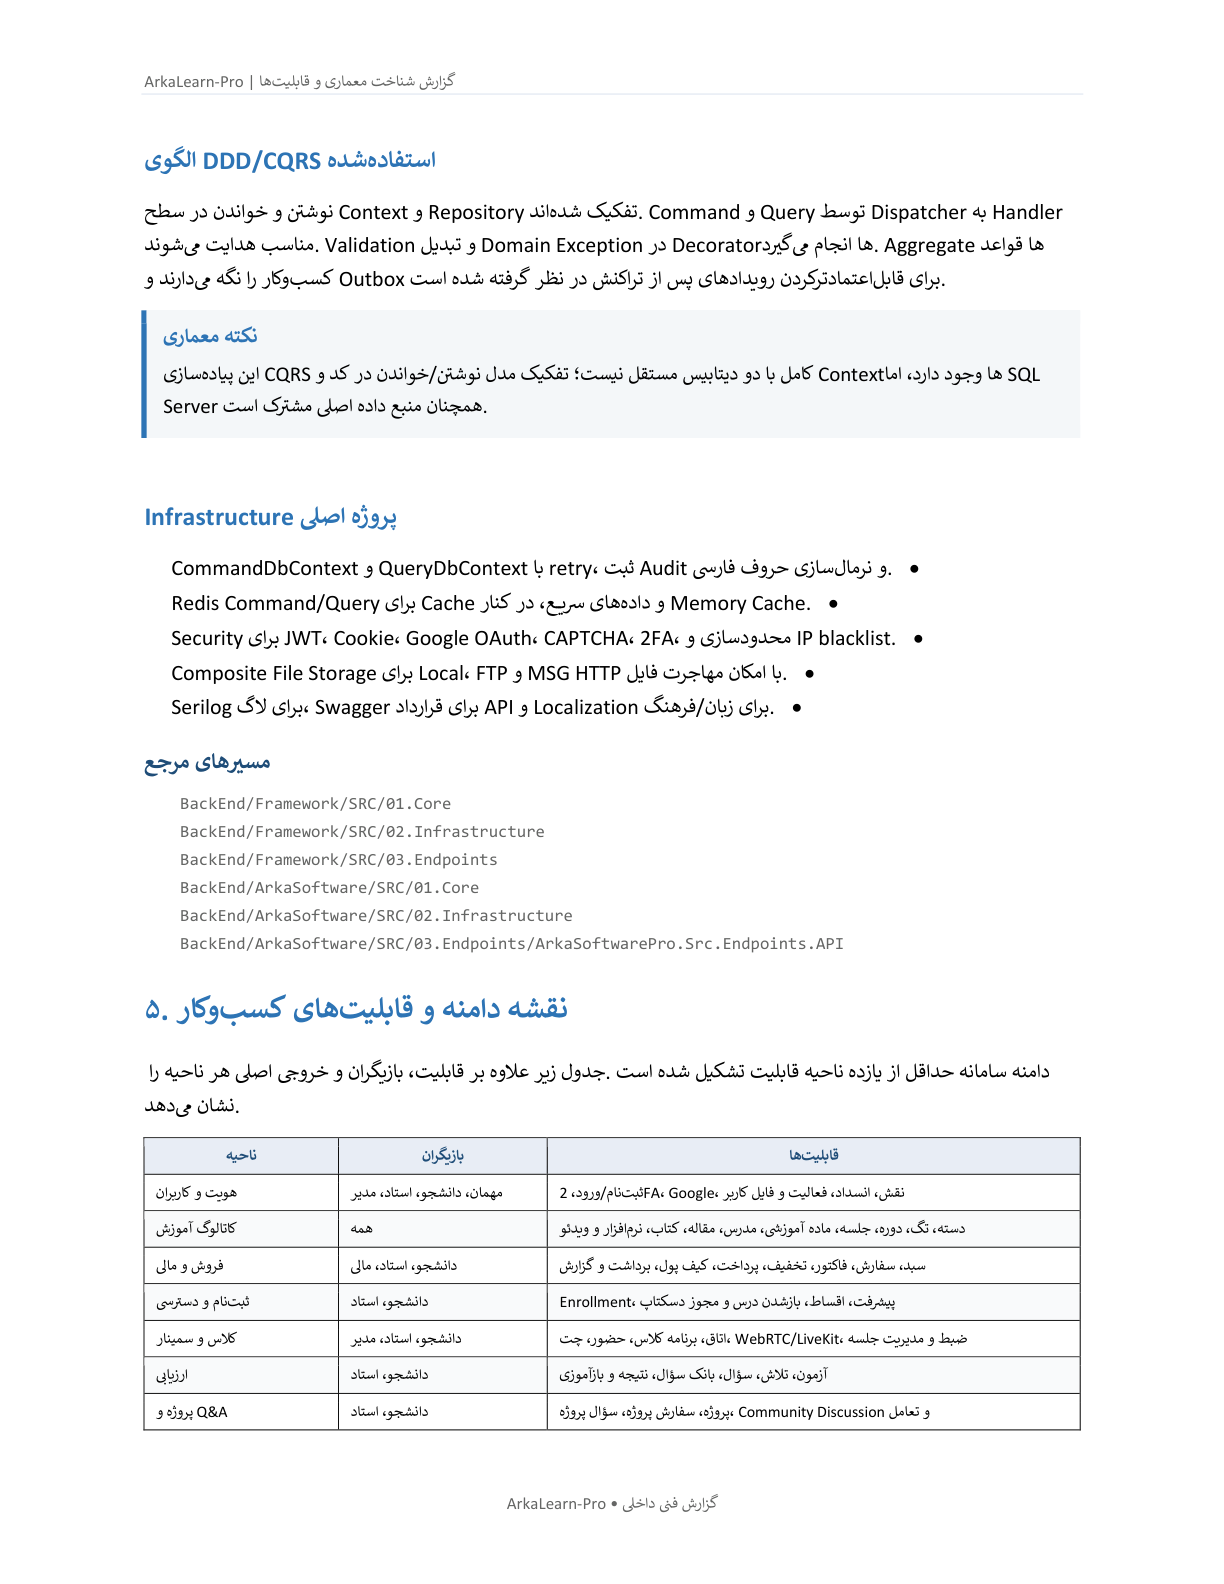 گزارش شناخت معماری و قابلیت‌ها | ArkaLearn-Pro
الگوی DDD/CQRS استفاده‌شده
نوشتن و خواندن در سطح Context و Repository تفکیک شده‌اند. Command و Query توسط Dispatcher به Handler
مناسب هدایت می‌شوند. Validation و تبدیل Domain Exception در Decoratorها انجام می‌گیرد. Aggregateها قواعد
کسب‌وکار را نگه می‌دارند و Outbox برای قابل‌اعتمادترکردن رویدادهای پس از تراکنش در نظر گرفته شده است.
نکته معماری
این پیاده‌سازی CQRS کامل با دو دیتابیس مستقل نیست؛ تفکیک مدل نوشتن/خواندن در کد و Contextها وجود دارد، اما SQL
Server همچنان منبع داده اصلی مشترک است.
Infrastructure پروژه اصلی
● CommandDbContext و QueryDbContext با retry، ثبت Audit و نرمال‌سازی حروف فارسی.
● Redis Command/Query برای Cache و داده‌های سریع، در کنار Memory Cache.
● Security برای JWT، Cookie، Google OAuth، CAPTCHA، 2FA، محدودسازی و IP blacklist.
● Composite File Storage برای Local، FTP و MSG HTTP با امکان مهاجرت فایل.
● Serilog برای لاگ، Swagger برای قرارداد API و Localization برای زبان/فرهنگ.
مسیرهای مرجع
BackEnd/Framework/SRC/01.Core
BackEnd/Framework/SRC/02.Infrastructure
BackEnd/Framework/SRC/03.Endpoints
BackEnd/ArkaSoftware/SRC/01.Core
BackEnd/ArkaSoftware/SRC/02.Infrastructure
BackEnd/ArkaSoftware/SRC/03.Endpoints/ArkaSoftwarePro.Src.Endpoints.API
۵. نقشه دامنه و قابلیت‌های کسب‌وکار
دامنه سامانه حداقل از یازده ناحیه قابلیت تشکیل شده است. جدول زیر علاوه بر قابلیت، بازیگران و خروجی اصلی هر ناحیه را
نشان می‌دهد.
ناحیه	بازیگران	قابلیت‌ها
هویت و کاربران	مهمان، دانشجو، استاد، مدیر	ثبت‌نام/ورود، 2FA، Google، نقش، انسداد، فعالیت و فایل کاربر
کاتالوگ آموزش	همه	دسته، تگ، دوره، جلسه، ماده آموزشی، مدرس، مقاله، کتاب، نرم‌افزار و ویدئو
فروش و مالی	دانشجو، استاد، مالی	سبد، سفارش، فاکتور، تخفیف، پرداخت، کیف پول، برداشت و گزارش
ثبت‌نام و دسترسی	دانشجو، استاد	Enrollment، پیشرفت، اقساط، بازشدن درس و مجوز دسکتاپ
کلاس و سمینار	دانشجو، استاد، مدیر	اتاق، برنامه کلاس، حضور، چت، WebRTC/LiveKit، ضبط و مدیریت جلسه
ارزیابی	دانشجو، استاد	آزمون، تلاش، سؤال، بانک سؤال، نتیجه و بازآموزی
پروژه و Q&A	دانشجو، استاد	پروژه، سفارش پروژه، سؤال پروژه، Community Discussion و تعامل
ArkaLearn-Pro • گزارش فنی داخلی